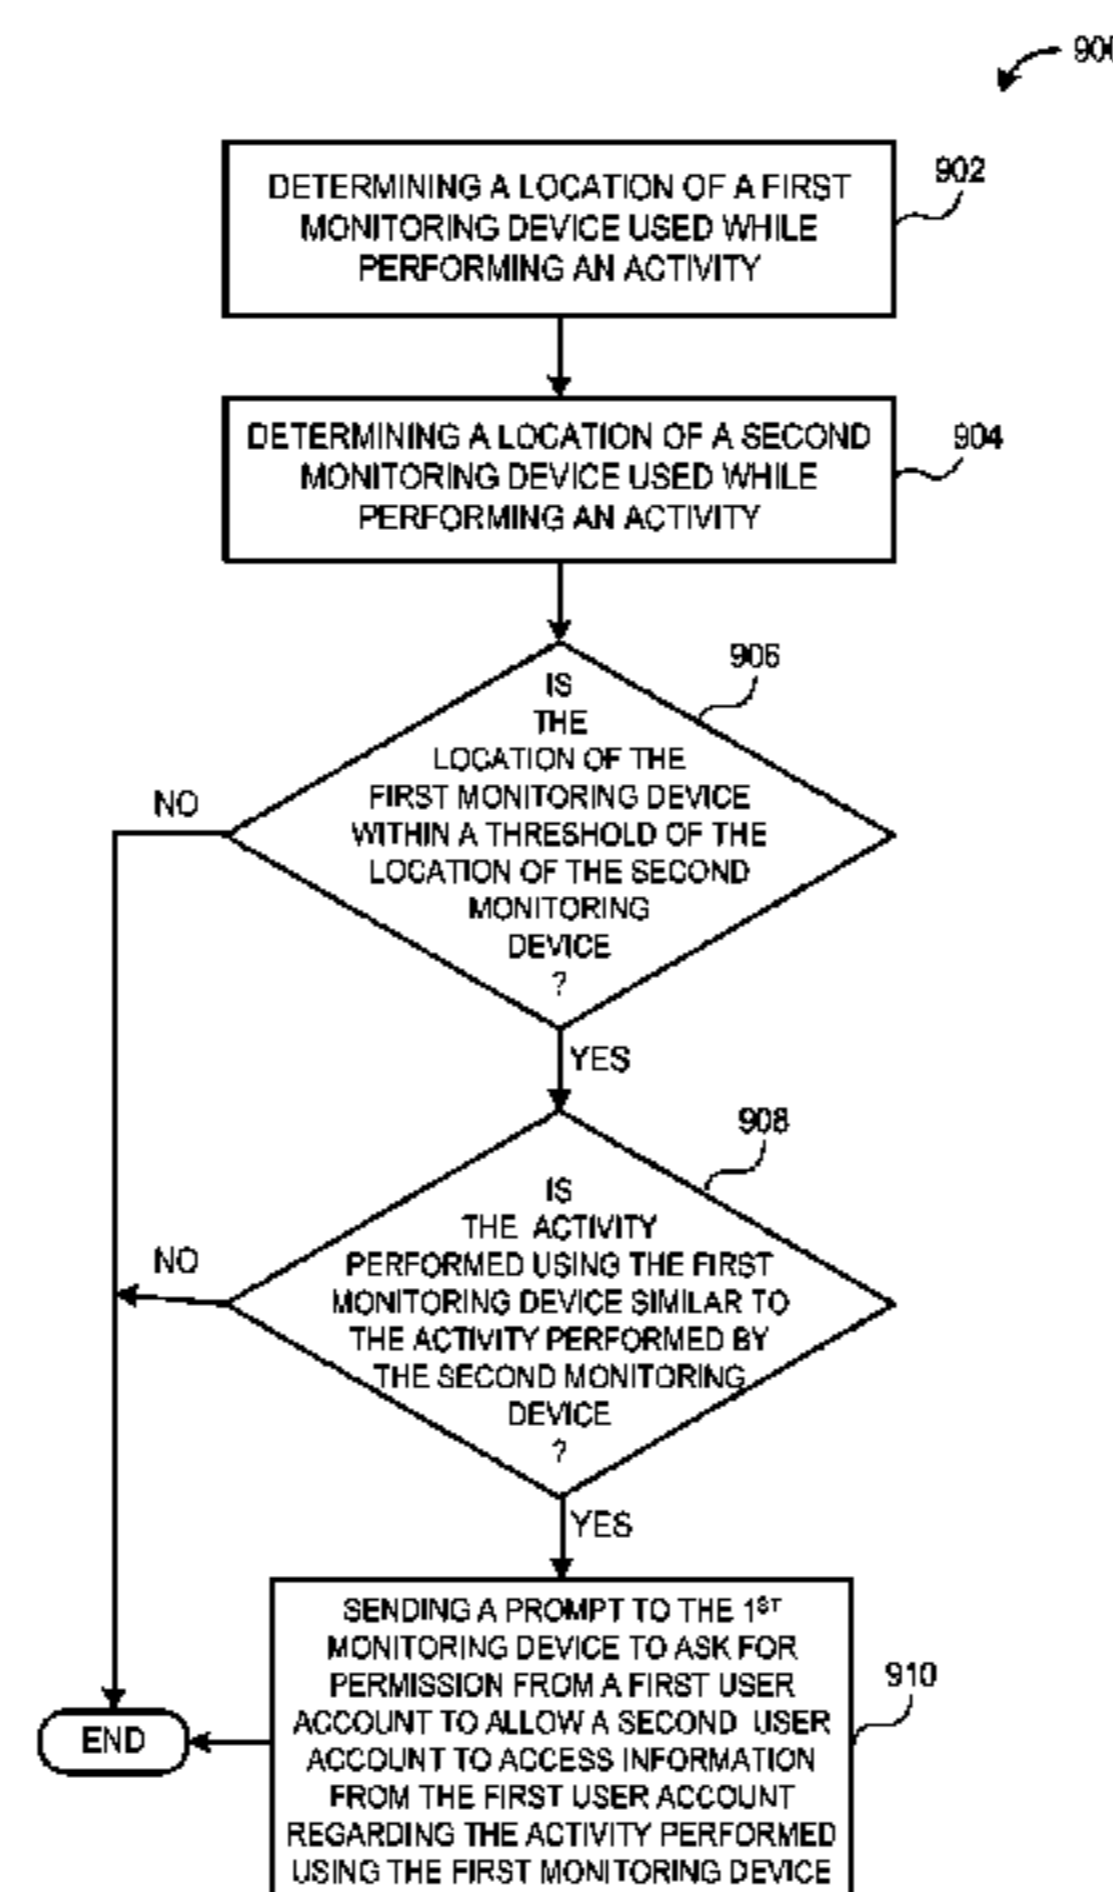 900
DETERMINING A LOCATION OF A FIRST
MONITORING DEVICE USED WHILE
PERFORMING AN ACTIVITY
902
DETERMINING A LOCATION OF A SECOND
MONITORING DEVICE USED WHILE
PERFORMING AN ACTIVITY
904
906
IS
THE
LOCATION OF THE
FIRST MONITORING DEVICE
WITHIN A THRESHOLD OF THE
LOCATION OF THE SECOND
MONITORING
DEVICE
?
NO
YES
908
IS
THE ACTIVITY
PERFORMED USING THE FIRST
MONITORING DEVICE SIMILAR TO
THE ACTIVITY PERFORMED BY
THE SECOND MONITORING
DEVICE
?
NO
YES
SENDING A PROMPT TO THE 1ST
MONITORING DEVICE TO ASK FOR
PERMISSION FROM A FIRST USER
ACCOUNT TO ALLOW A SECOND USER
ACCOUNT TO ACCESS INFORMATION
FROM THE FIRST USER ACCOUNT
REGARDING THE ACTIVITY PERFORMED
USING THE FIRST MONITORING DEVICE
910
END